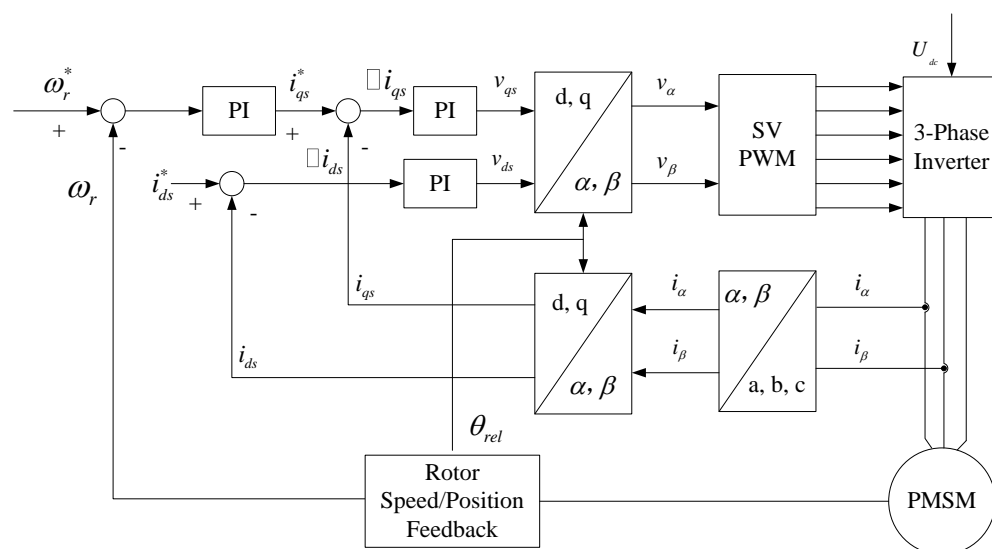 U_dc
ω_r^*
i_qs^*
□ i_qs
v_qs
d, q
v_α
PI
PI
SV
PWM
3-Phase
Inverter
+
-
+
-
□ i_ds
v_ds
v_β
ω_r
i_ds^*
PI
α, β
+
-
i_qs
d, q
i_α
α, β
i_α
i_ds
α, β
i_β
a, b, c
i_β
θ_rel
Rotor
Speed/Position
Feedback
PMSM